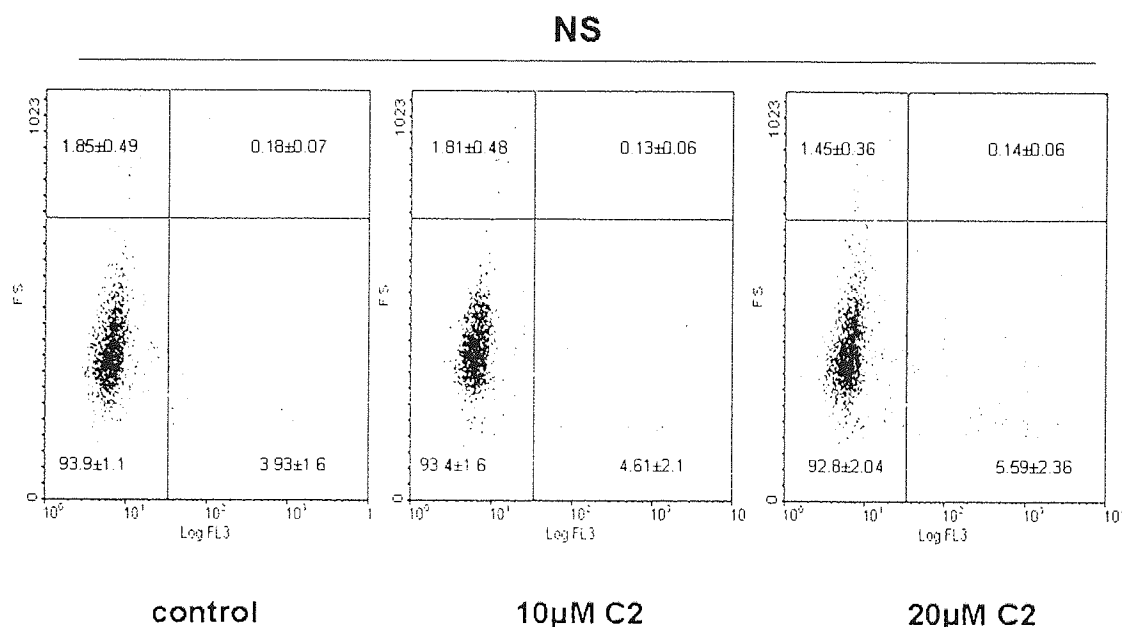 NS
1023
1.85±0.49
0.18±0.07
FS
93.9±1.1
3.93±1.6
0
10⁰ 10¹ 10² 10³ 1
Log FL3
control
1023
1.81±0.48
0.13±0.06
FS
93.4±1.6
4.61±2.1
0
10⁰ 10¹ 10² 10³ 10
Log FL3
10µM C2
1023
1.45±0.36
0.14±0.06
FS
92.8±2.04
5.59±2.36
0
10⁰ 10¹ 10² 10³ 10⁴
Log FL3
20µM C2